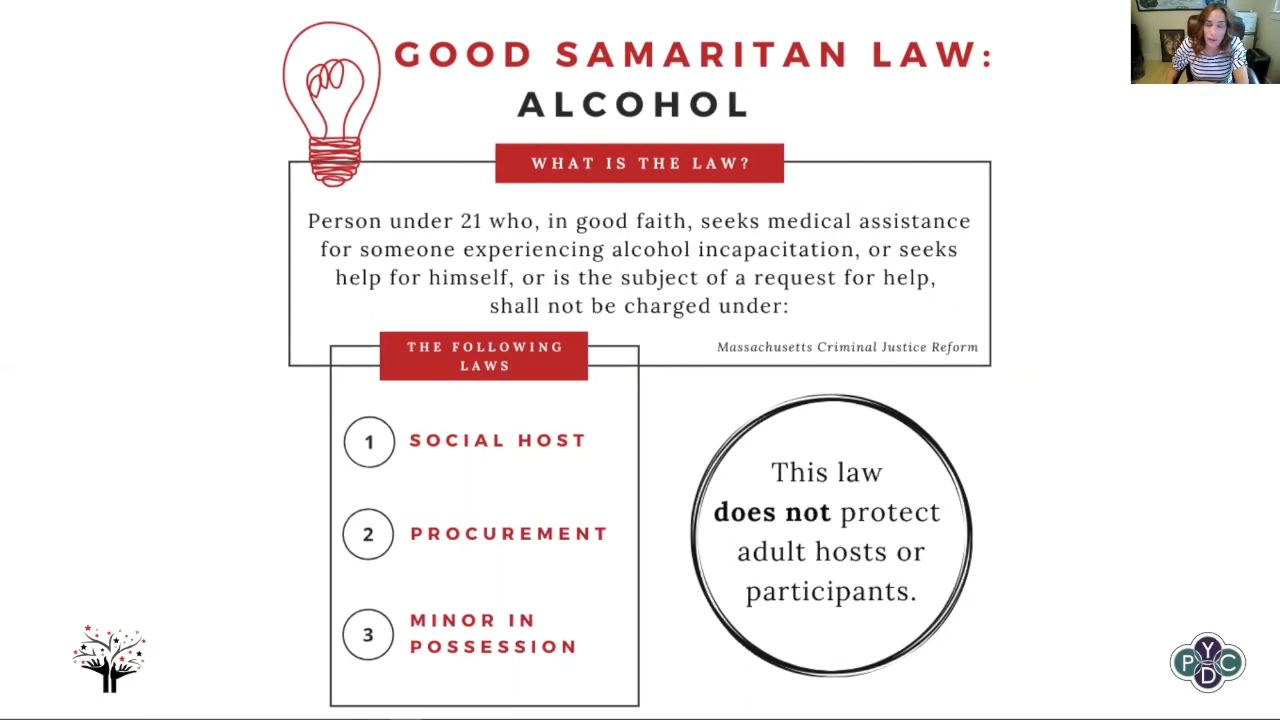 GOOD SAMARITAN LAW:
ALCOHOL
WHAT IS THE LAW?
Person under 21 who, in good faith, seeks medical assistance
for someone experiencing alcohol incapacitation, or seeks
help for himself, or is the subject of a request for help,
shall not be charged under:
Massachusetts Criminal Justice Reform
THE FOLLOWING
LAWS
1 SOCIAL HOST
2 PROCUREMENT
3 MINOR IN
POSSESSION
This law
does not protect
adult hosts or
participants.
Y
P C
D